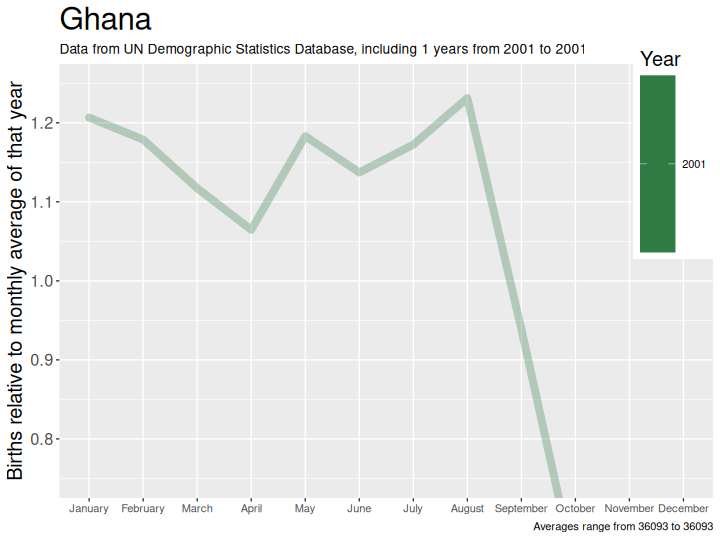 Ghana
Data from UN Demographic Statistics Database, including 1 years from 2001 to 2001
Year
2001
Births relative to monthly average of that year
1.2
1.1
1.0
0.9
0.8
January February March April May June July August September October November December
Averages range from 36093 to 36093